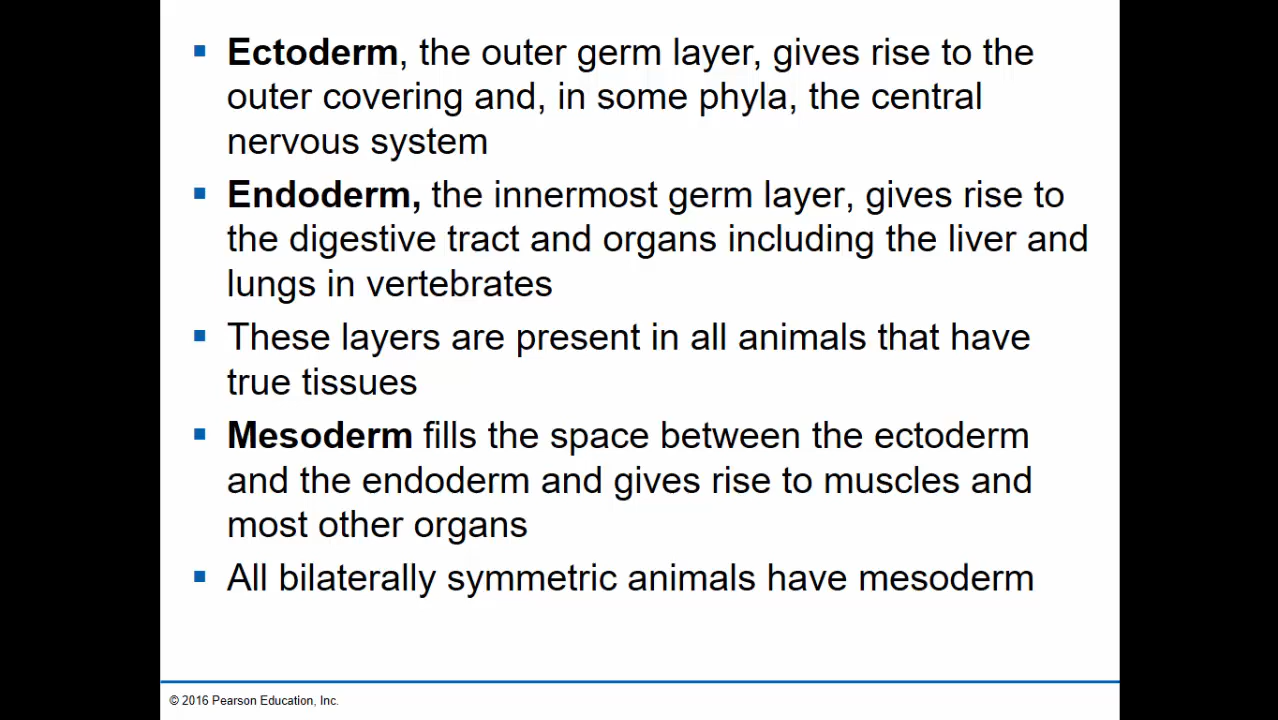 Ectoderm, the outer germ layer, gives rise to the
outer covering and, in some phyla, the central
nervous system
Endoderm, the innermost germ layer, gives rise to
the digestive tract and organs including the liver and
lungs in vertebrates
These layers are present in all animals that have
true tissues
Mesoderm fills the space between the ectoderm
and the endoderm and gives rise to muscles and
most other organs
All bilaterally symmetric animals have mesoderm
© 2016 Pearson Education, Inc.